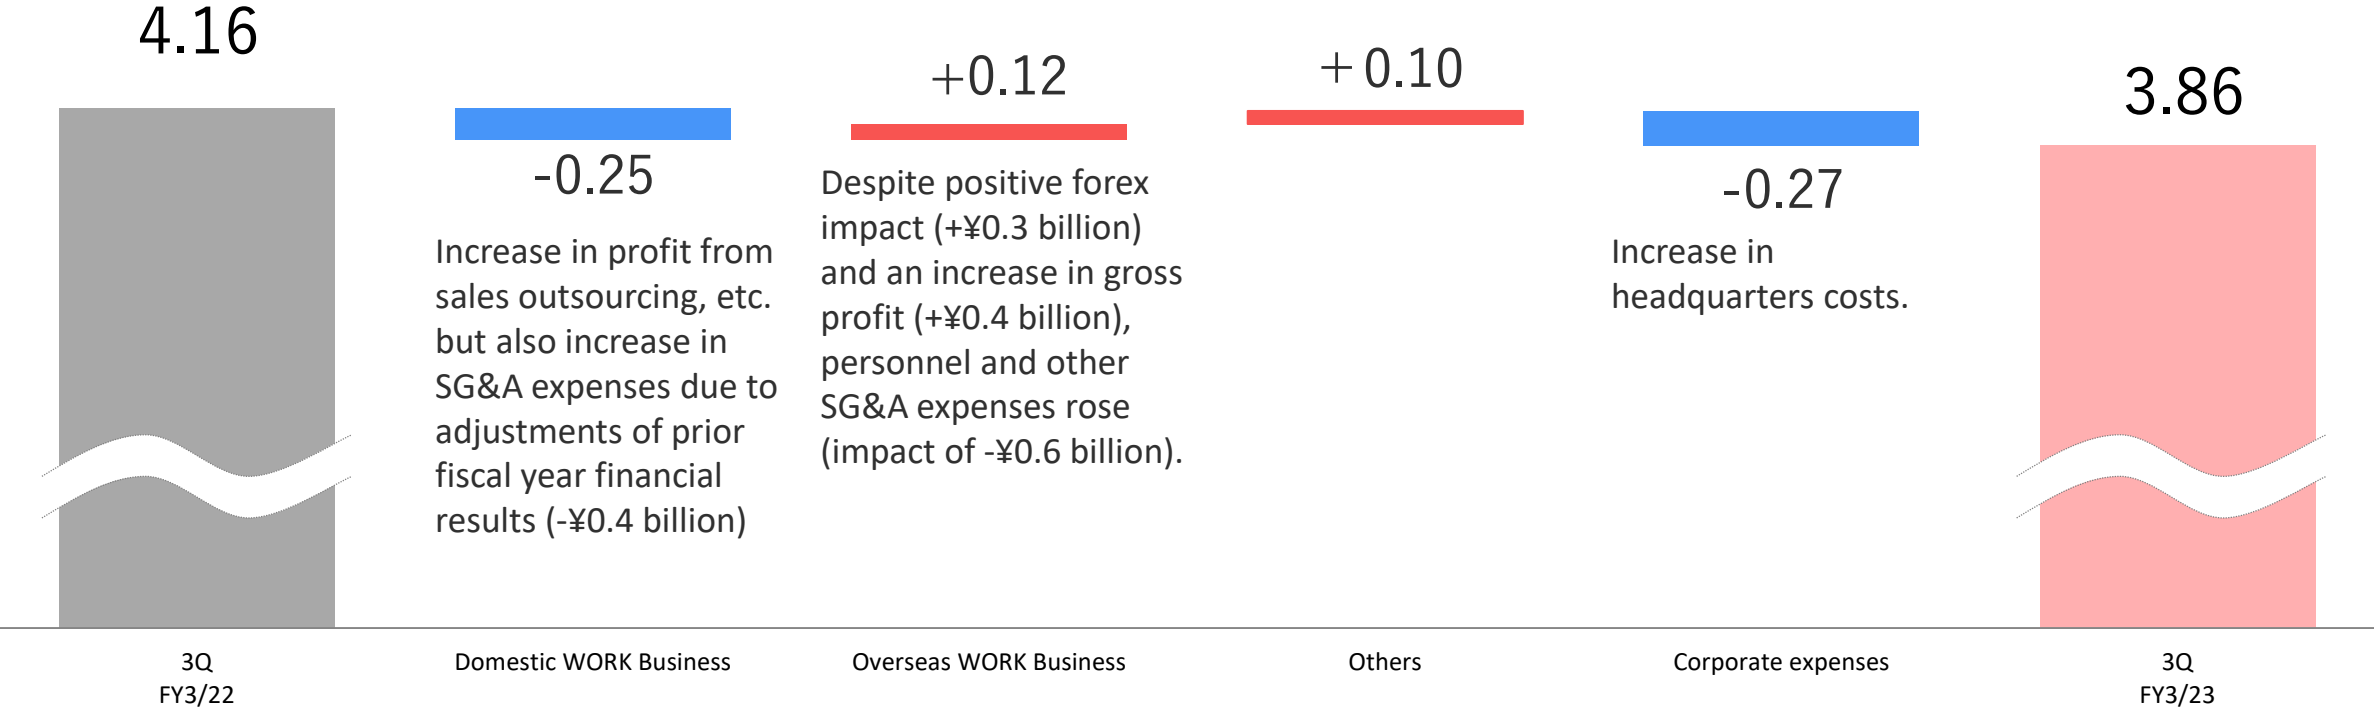 4.16
-0.25
Increase in profit from
sales outsourcing, etc.
but also increase in
SG&A expenses due to
adjustments of prior
fiscal year financial
results (-¥0.4 billion)
+0.12
Despite positive forex
impact (+¥0.3 billion)
and an increase in gross
profit (+¥0.4 billion),
personnel and other
SG&A expenses rose
(impact of -¥0.6 billion).
+0.10
-0.27
Increase in
headquarters costs.
3.86
3Q
FY3/22
Domestic WORK Business
Overseas WORK Business
Others
Corporate expenses
3Q
FY3/23